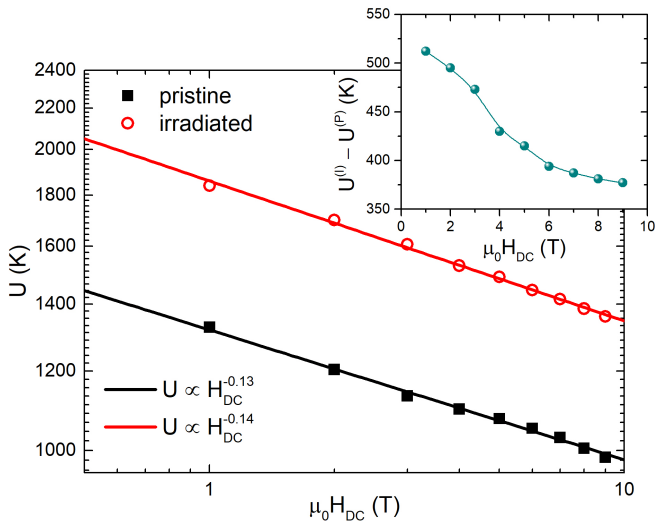 2400
2200
2000
1800
1600
1400
1200
1000
U (K)
pristine
irradiated
U ∝ H_DC^-0.13
U ∝ H_DC^-0.14
1
10
μ₀H_DC (T)
550
500
450
400
350
U^(I) – U^(P) (K)
0
2
4
6
8
10
μ₀H_DC (T)